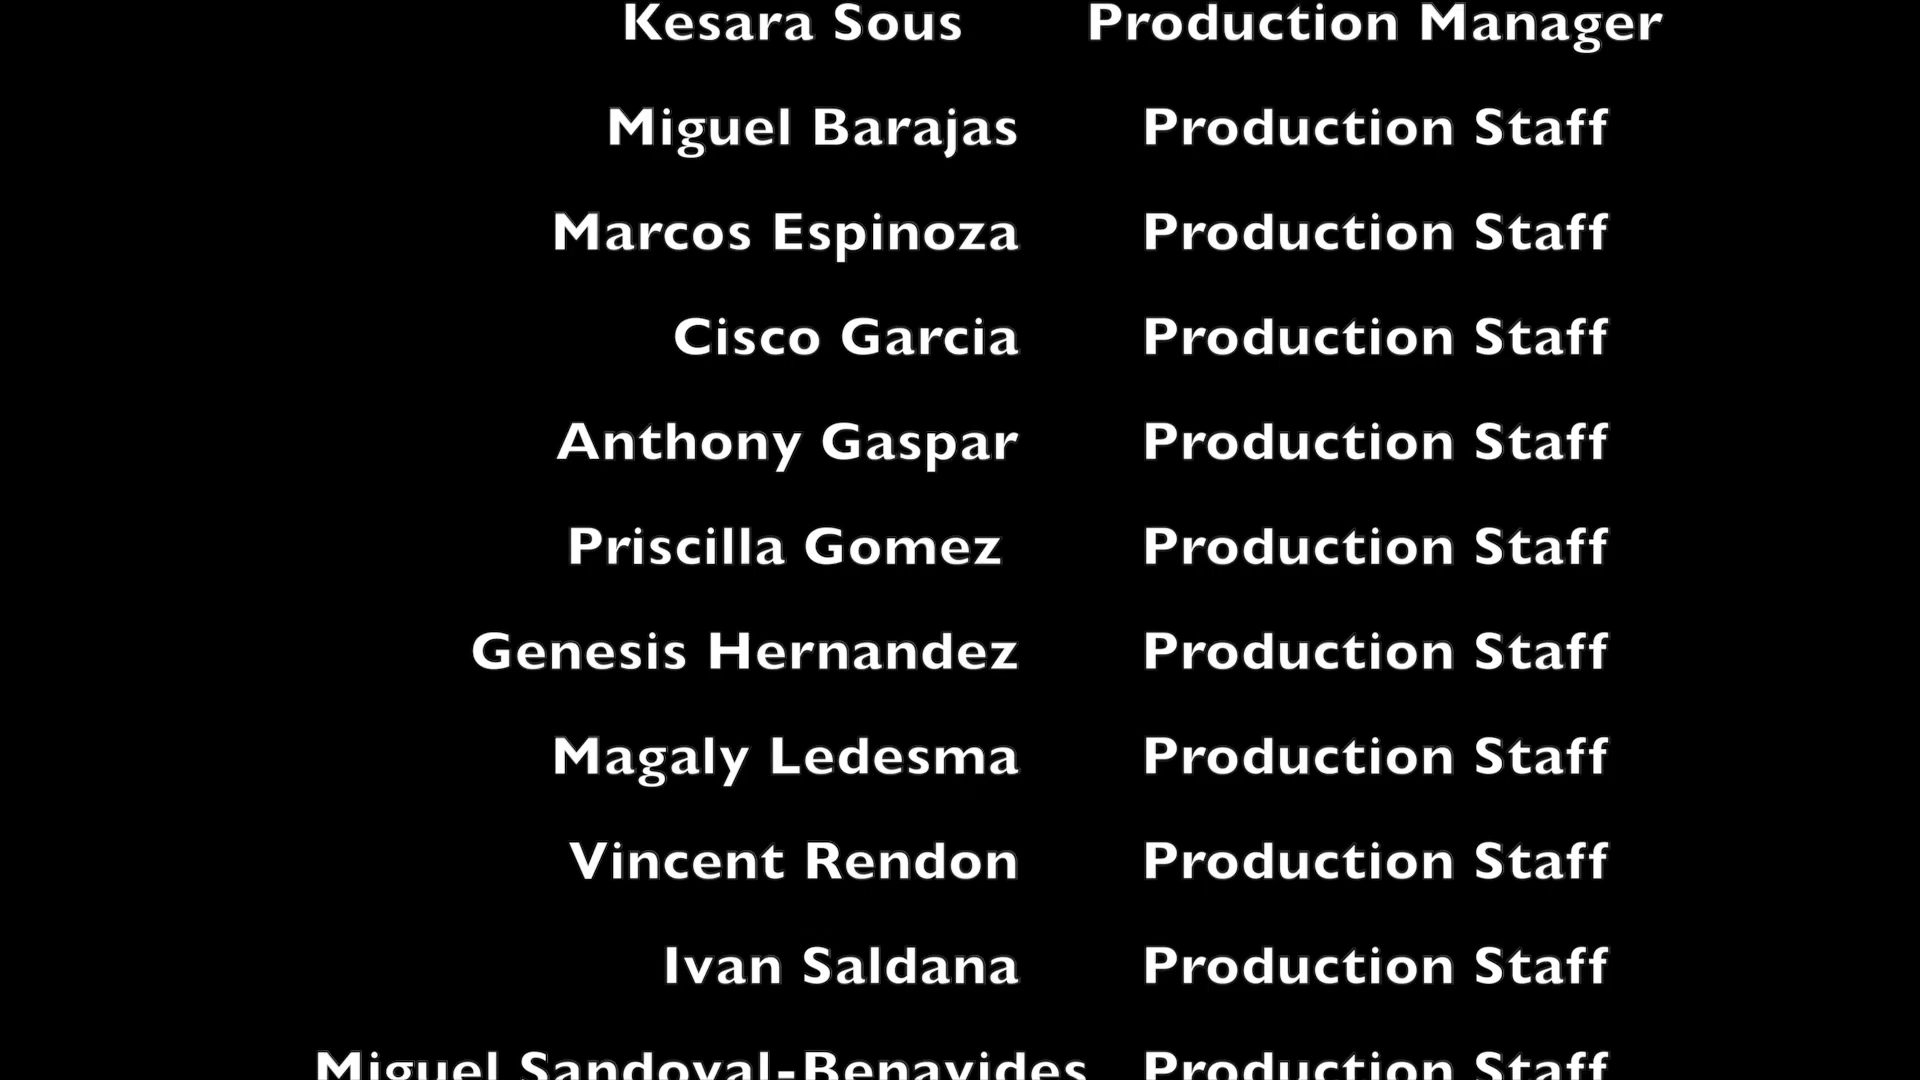 Kesara Sous Production Manager
Miguel Barajas Production Staff
Marcos Espinoza Production Staff
Cisco Garcia Production Staff
Anthony Gaspar Production Staff
Priscilla Gomez Production Staff
Genesis Hernandez Production Staff
Magaly Ledesma Production Staff
Vincent Rendon Production Staff
Ivan Saldana Production Staff
Miguel Sandoval-Benavides Production Staff